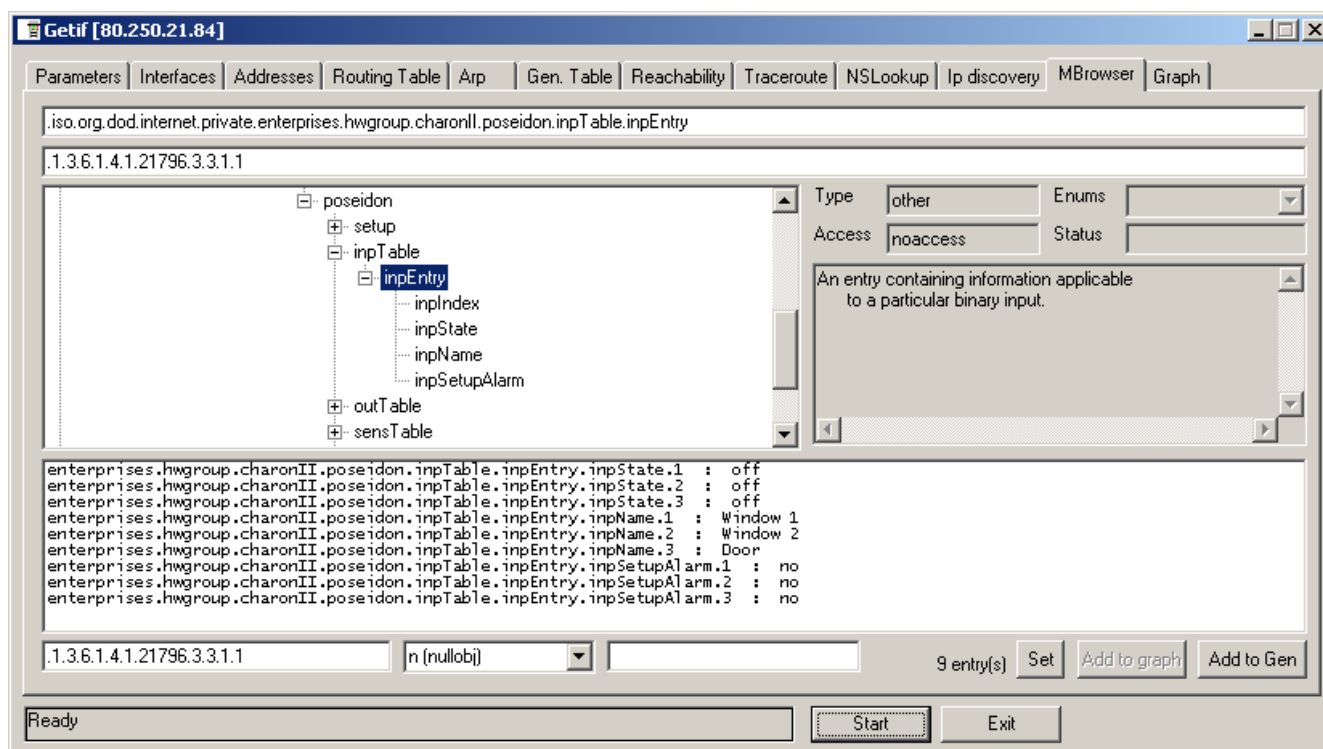 Getif [80.250.21.84]
Parameters Interfaces Addresses Routing Table Arp Gen. Table Reachability Traceroute NSLookup Ip discovery MBrowser Graph
.iso.org.dod.internet.private.enterprises.hwgroup.charonII.poseidon.inpTable.inpEntry
.1.3.6.1.4.1.21796.3.3.1.1
poseidon
setup
inpTable
inpEntry
inpIndex
inpState
inpName
inpSetupAlarm
outTable
sensTable
Type other Enums
Access noaccess Status
An entry containing information applicable
to a particular binary input.
enterprises.hwgroup.charonII.poseidon.inpTable.inpEntry.inpState.1 : off
enterprises.hwgroup.charonII.poseidon.inpTable.inpEntry.inpState.2 : off
enterprises.hwgroup.charonII.poseidon.inpTable.inpEntry.inpState.3 : off
enterprises.hwgroup.charonII.poseidon.inpTable.inpEntry.inpName.1 : Window 1
enterprises.hwgroup.charonII.poseidon.inpTable.inpEntry.inpName.2 : Window 2
enterprises.hwgroup.charonII.poseidon.inpTable.inpEntry.inpName.3 : Door
enterprises.hwgroup.charonII.poseidon.inpTable.inpEntry.inpSetupAlarm.1 : no
enterprises.hwgroup.charonII.poseidon.inpTable.inpEntry.inpSetupAlarm.2 : no
enterprises.hwgroup.charonII.poseidon.inpTable.inpEntry.inpSetupAlarm.3 : no
.1.3.6.1.4.1.21796.3.3.1.1 n (nullobj) 9 entry(s) Set Add to graph Add to Gen
Ready Start Exit